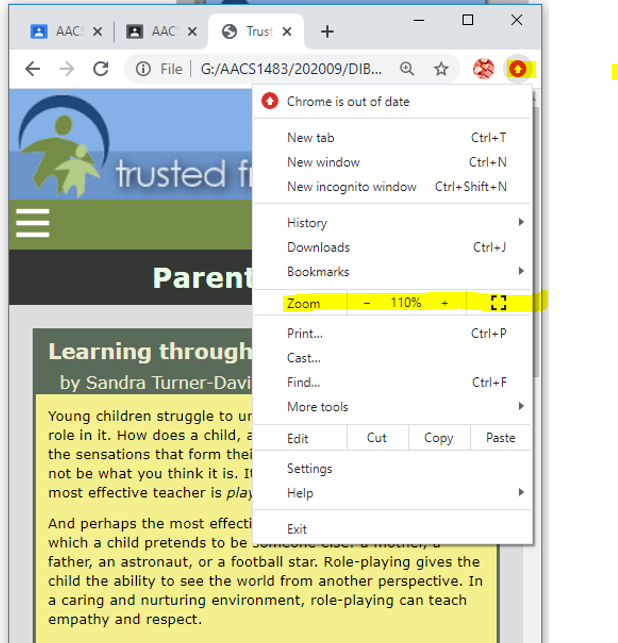 AACS
AACS
Trust
File
G:/AACS1483/202009/DIB...
Chrome is out of date
New tab Ctrl+T
New window Ctrl+N
New incognito window Ctrl+Shift+N
History
Downloads Ctrl+J
Bookmarks
Zoom - 110% +
Print... Ctrl+P
Cast...
Find... Ctrl+F
More tools
Edit Cut Copy Paste
Settings
Help
Exit
trusted fr
Parent
Learning through
by Sandra Turner-Davi
Young children struggle to un
role in it. How does a child, a
the sensations that form thei
not be what you think it is. I
most effective teacher is play
And perhaps the most effecti
which a child pretends to be someone else: a mother, a
father, an astronaut, or a football star. Role-playing gives the
child the ability to see the world from another perspective. In
a caring and nurturing environment, role-playing can teach
empathy and respect.